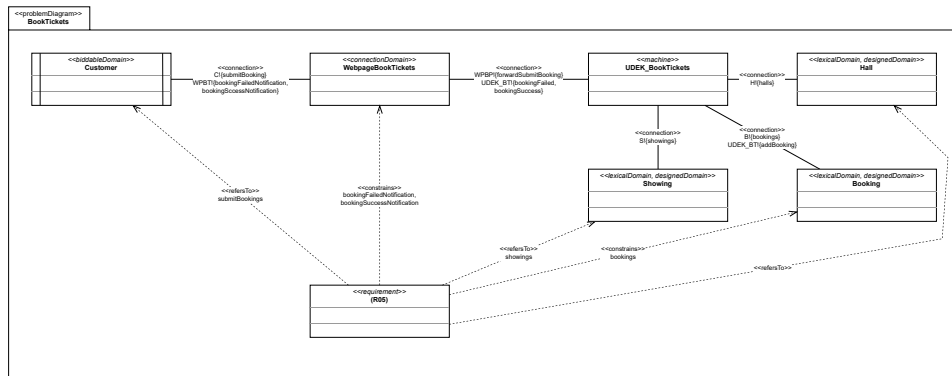 <<problemDiagram>>
BookTickets
<<biddableDomain>>
Customer
<<connection>>
C!{submitBooking}
WPBT!{bookingFailedNotification,
bookingSccessNotification}
<<connectionDomain>>
WebpageBookTickets
<<connection>>
WPBP!{forwardSubmitBooking}
UDEK_BT!{bookingFailed,
bookingSuccess}
<<machine>>
UDEK_BookTickets
<<connection>>
H!{halls}
<<lexicalDomain, designedDomain>>
Hall
<<connection>>
S!{showings}
<<connection>>
B!{bookings}
UDEK_BT!{addBooking}
<<lexicalDomain, designedDomain>>
Showing
<<lexicalDomain, designedDomain>>
Booking
<<refersTo>>
submitBookings
<<constrains>>
bookingFailedNotification,
bookingSuccessNotification
<<refersTo>>
showings
<<constrains>>
bookings
<<refersTo>>
<<requirement>>
(R05)